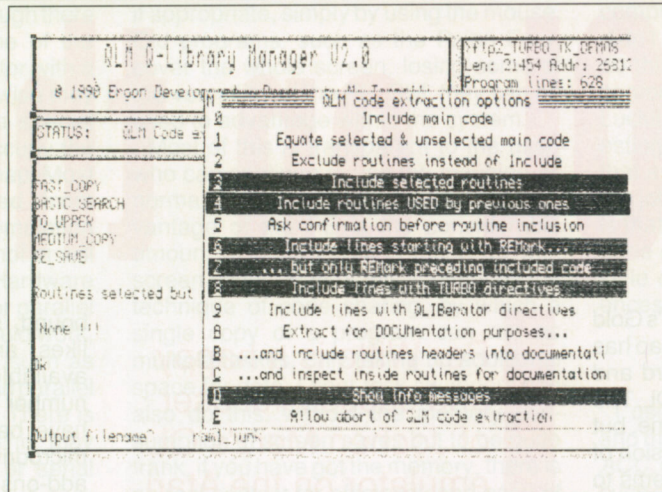 QLM Q-Library Manager V2.0
flp2_TURBO_TK_DEMOS
Len: 21454 Addr: 26812
Program lines: 628
@ 1990 Ergon
M QLM code extraction options
0 Include main code
STATUS: QLM Code
1 Equate selected & unselected main code
2 Exclude routines instead of Include
3 Include selected routines
FAST_COPY
4 Include routines USED by previous ones
BASIC_SEARCH
5 Ask confirmation before routine inclusion
TO_UPPER
MEDIUM_COPY
6 Include lines starting with REMark...
RE_SAVE
7 ... but only REMark preceding included code
8 Include lines with TURBO directives
Routines selected but
9 Include lines with QLIBerator directives
A Extract for DOCUMentation purposes...
None !!!
B ...and include routines headers into documentati
C ...and inspect inside routines for documentation
OK
D Show Info messages
E Allow abort of QLM code extraction
Output filename? ram1_junk